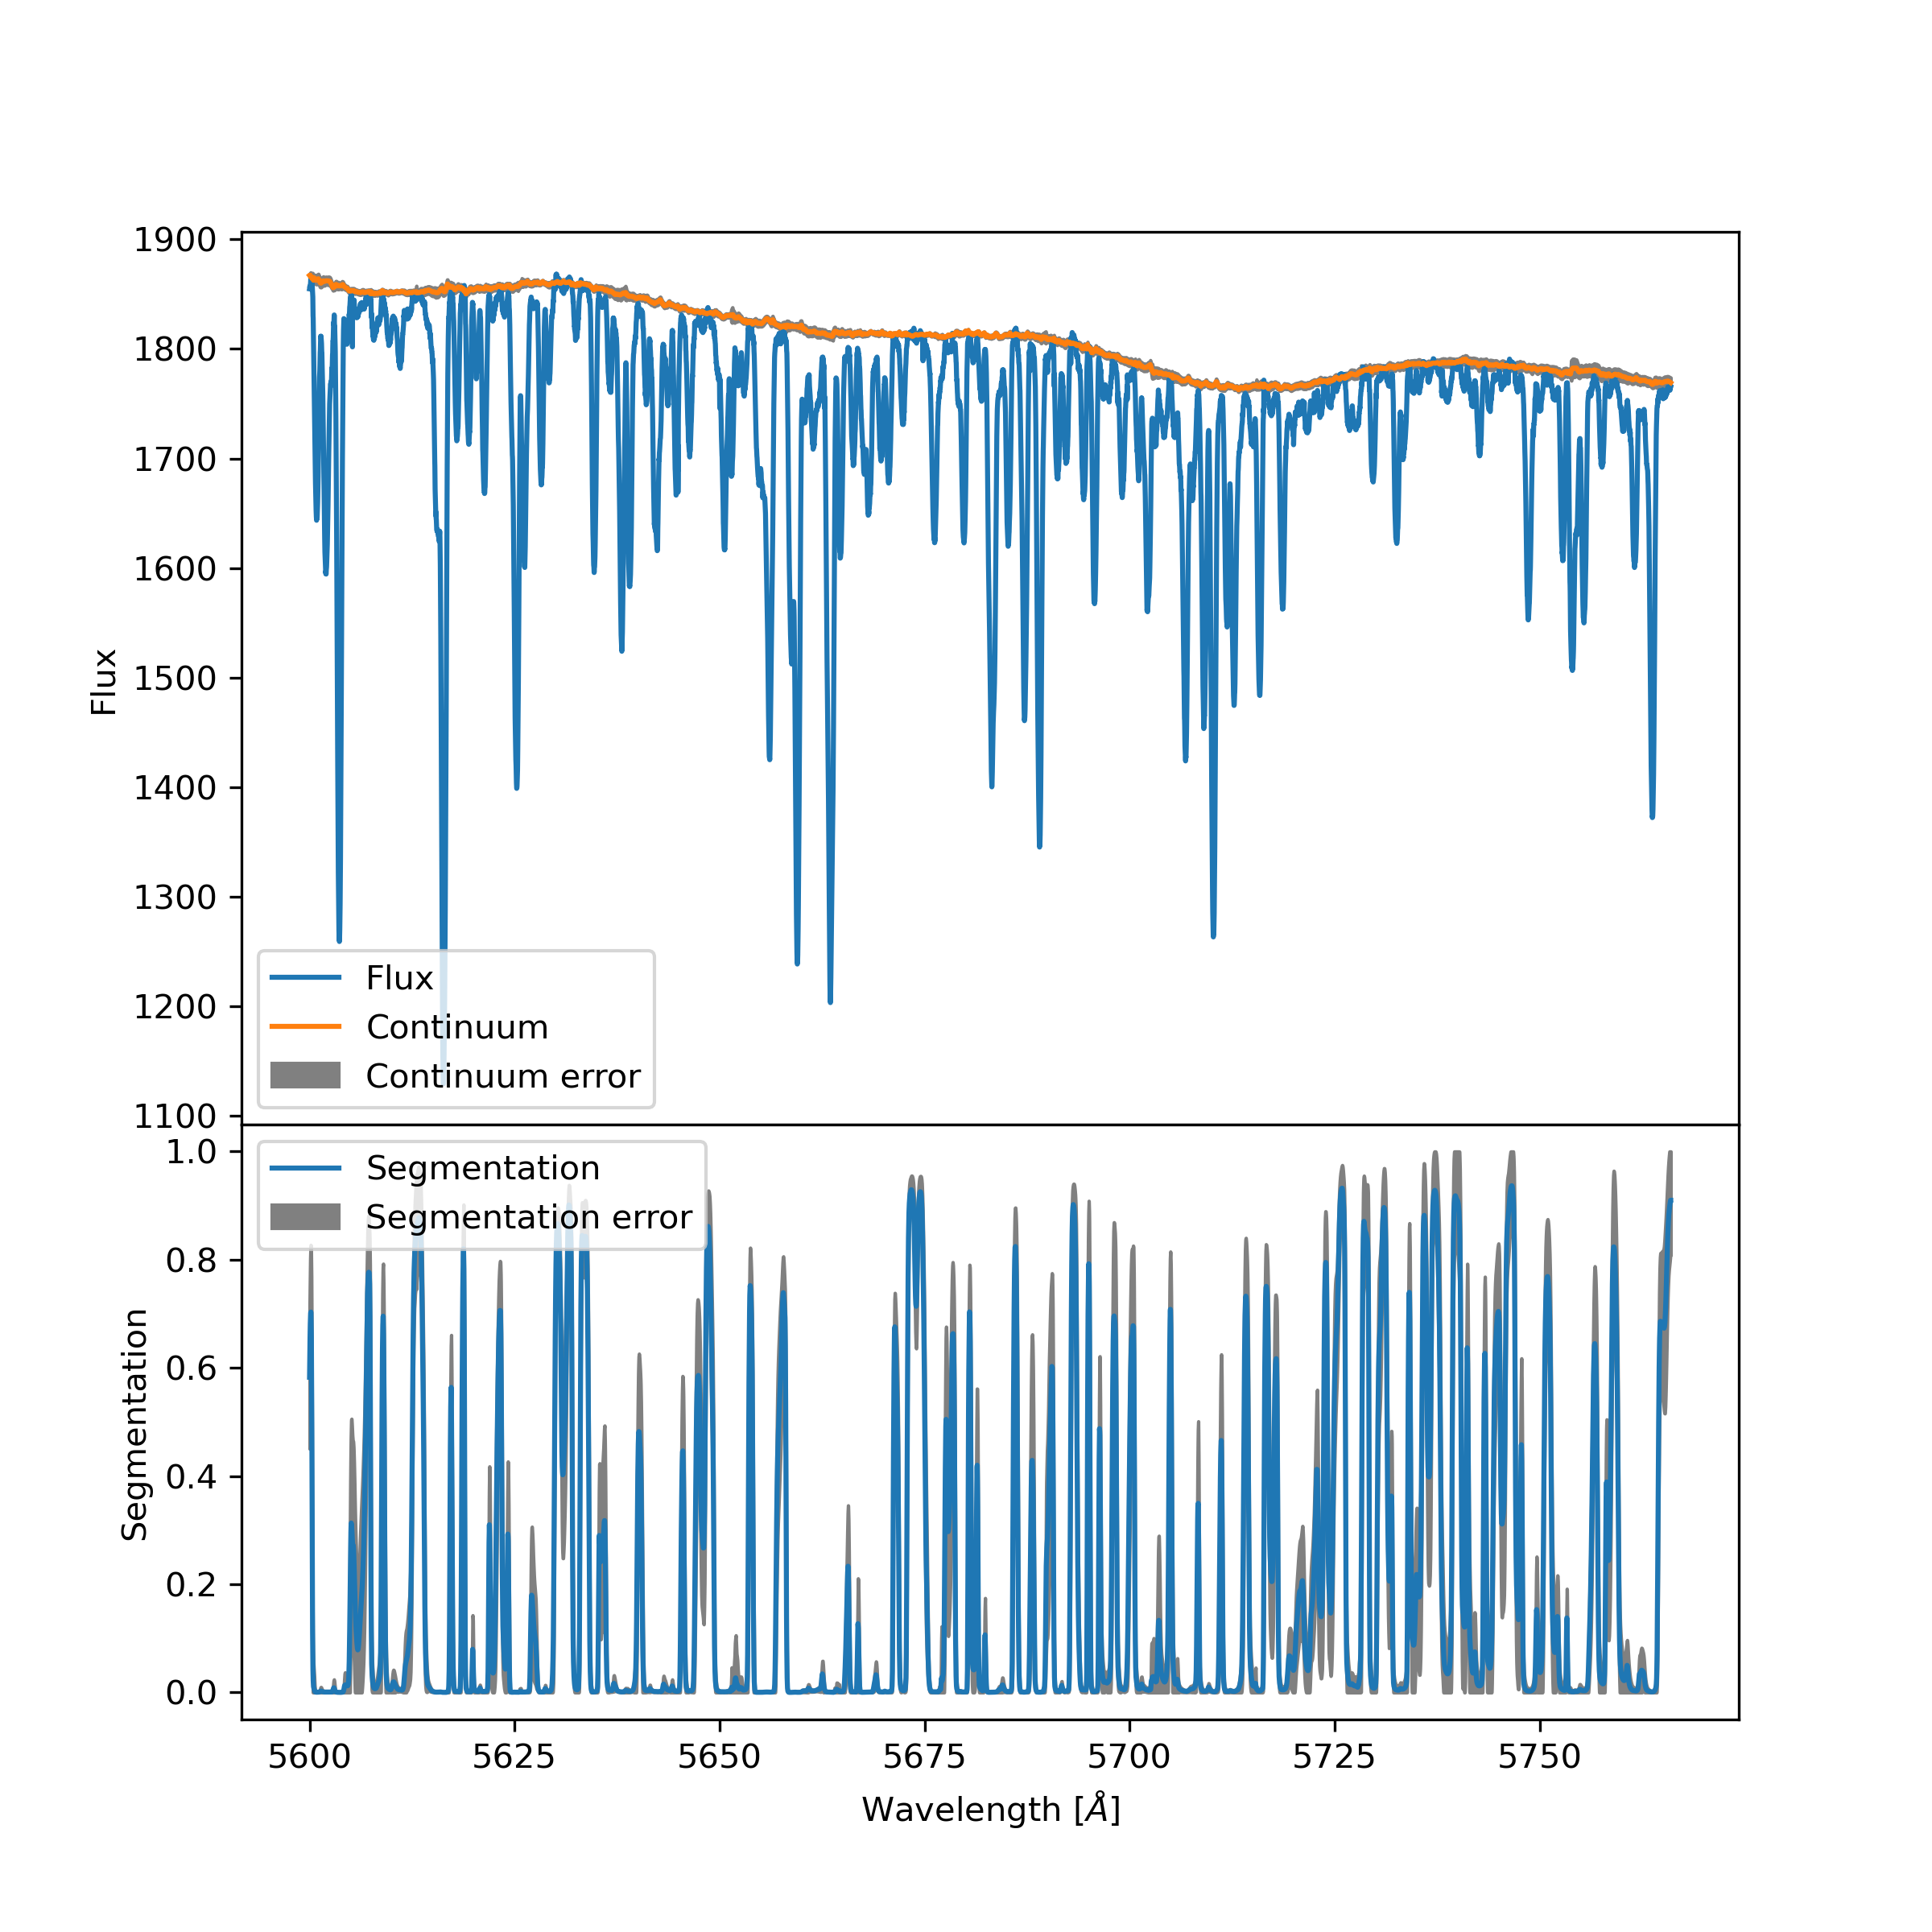 1900
1800
1700
1600
1500
1400
1300
1200
1100
Flux
Flux
Continuum
Continuum error
1.0
0.8
0.6
0.4
0.2
0.0
Segmentation
Segmentation
Segmentation error
5600 5625 5650 5675 5700 5725 5750
Wavelength [Å]